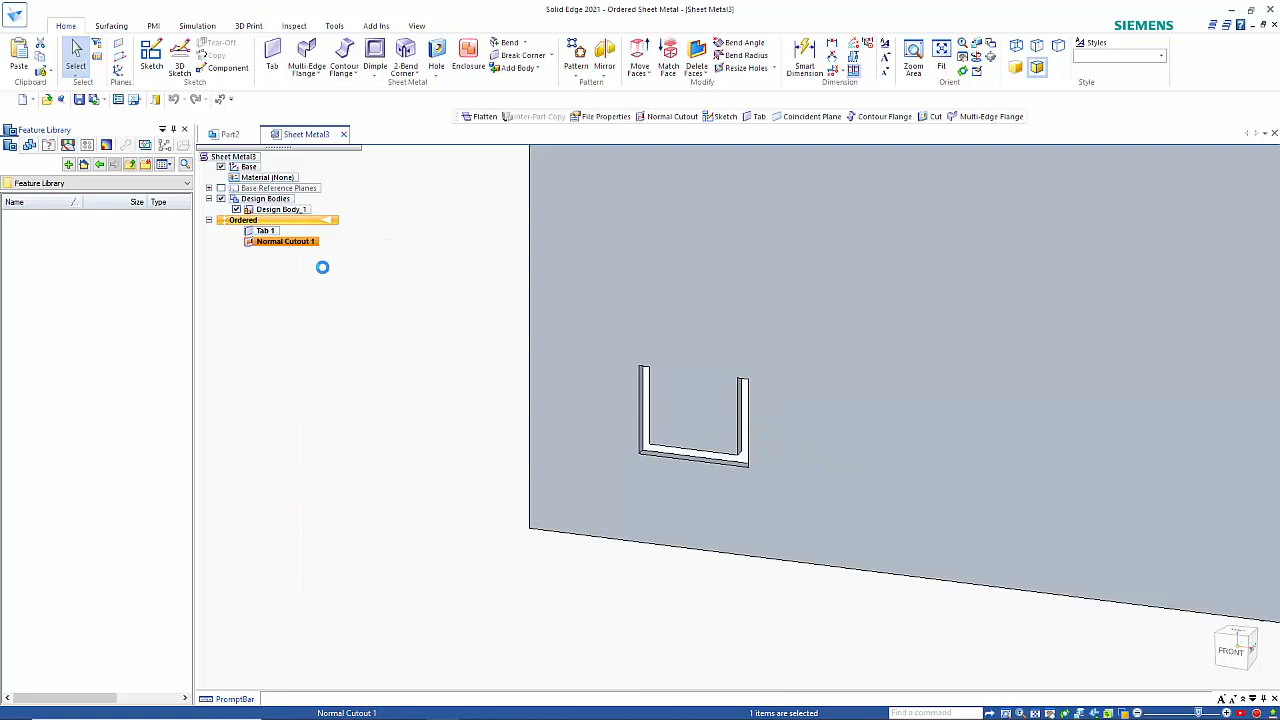 Solid Edge 2021 - Ordered Sheet Metal - [Sheet Metal3]
Home Surfacing PMI Simulation 3D Print Inspect Tools Add Ins View
SIEMENS
Paste
Clipboard
Select
Select
Planes
Sketch
3D Sketch
Tear-Off
Copy
Component
Sketch
Tab
Multi-Edge Flange
Contour Flange
Dimple
2-Bend Corner
Hole
Enclosure
Bend
Break Corner
Add Body
Sheet Metal
Pattern
Mirror
Pattern
Move Faces
Match Face
Delete Faces
Bend Angle
Bend Radius
Resize Holes
Modify
Smart Dimension
Dimension
Zoom Area
Fit
Orient
Styles
Style
Flatten Inter-Part Copy File Properties Normal Cutout Sketch Tab Coincident Plane Contour Flange Cut Multi-Edge Flange
Feature Library
Part2
Sheet Metal3
Feature Library
Name Size Type
Sheet Metal3
Base
Material (None)
Base Reference Planes
Design Bodies
Design Body_1
Ordered
Tab 1
Normal Cutout 1
FRONT
PromptBar
Normal Cutout 1
1 items are selected
Find a command